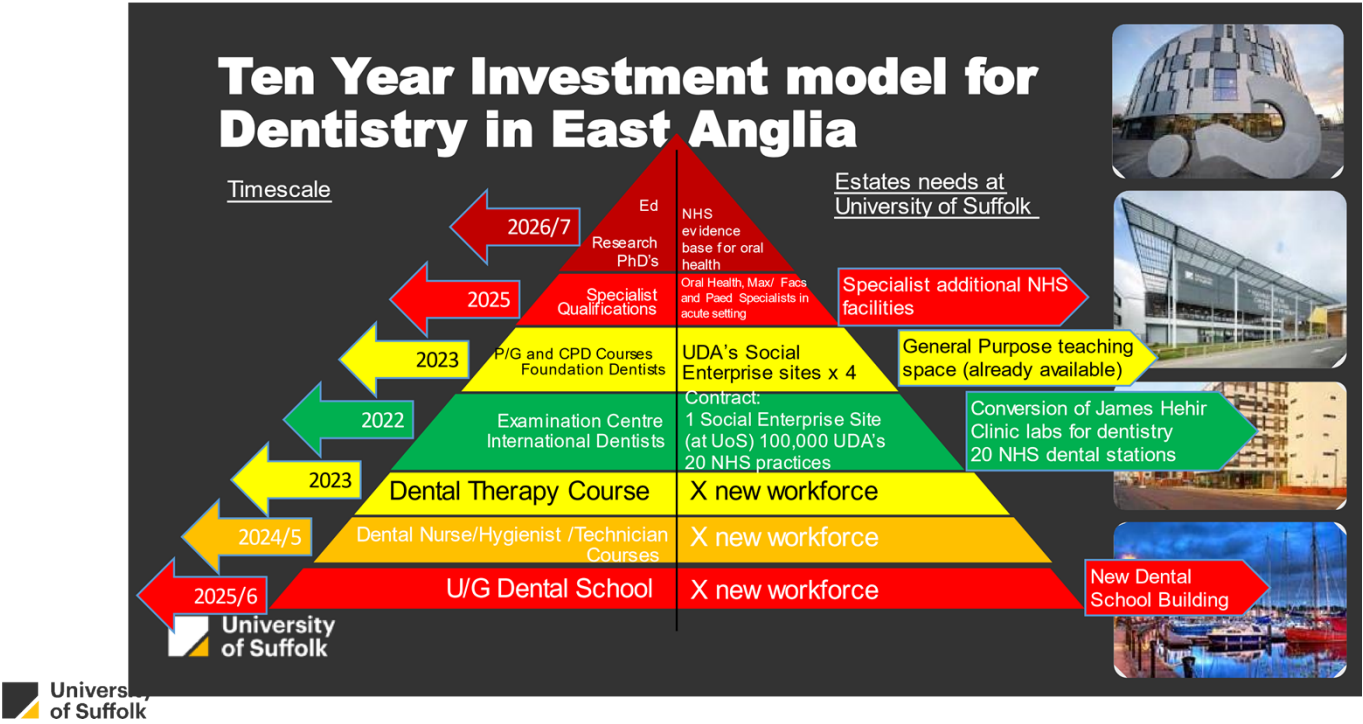 Ten Year Investment model for
Dentistry in East Anglia
Timescale
Estates needs at
University of Suffolk
2026/7
Ed
Research
PhD's
NHS
evidence
base for oral
health
2025
Specialist
Qualifications
Oral Health, Max/ Facs
and Paed Specialists in
acute setting
Specialist additional NHS
facilities
2023
P/G and CPD Courses
Foundation Dentists
UDA's Social
Enterprise sites x 4
General Purpose teaching
space (already available)
2022
Examination Centre
International Dentists
Contract:
1 Social Enterprise Site
(at UoS) 100,000 UDA's
20 NHS practices
Conversion of James Hehir
Clinic labs for dentistry
20 NHS dental stations
2023
Dental Therapy Course
X new workforce
2024/5
Dental Nurse/Hygienist /Technician
Courses
X new workforce
2025/6
U/G Dental School
X new workforce
New Dental
School Building
University
of Suffolk
University
of Suffolk